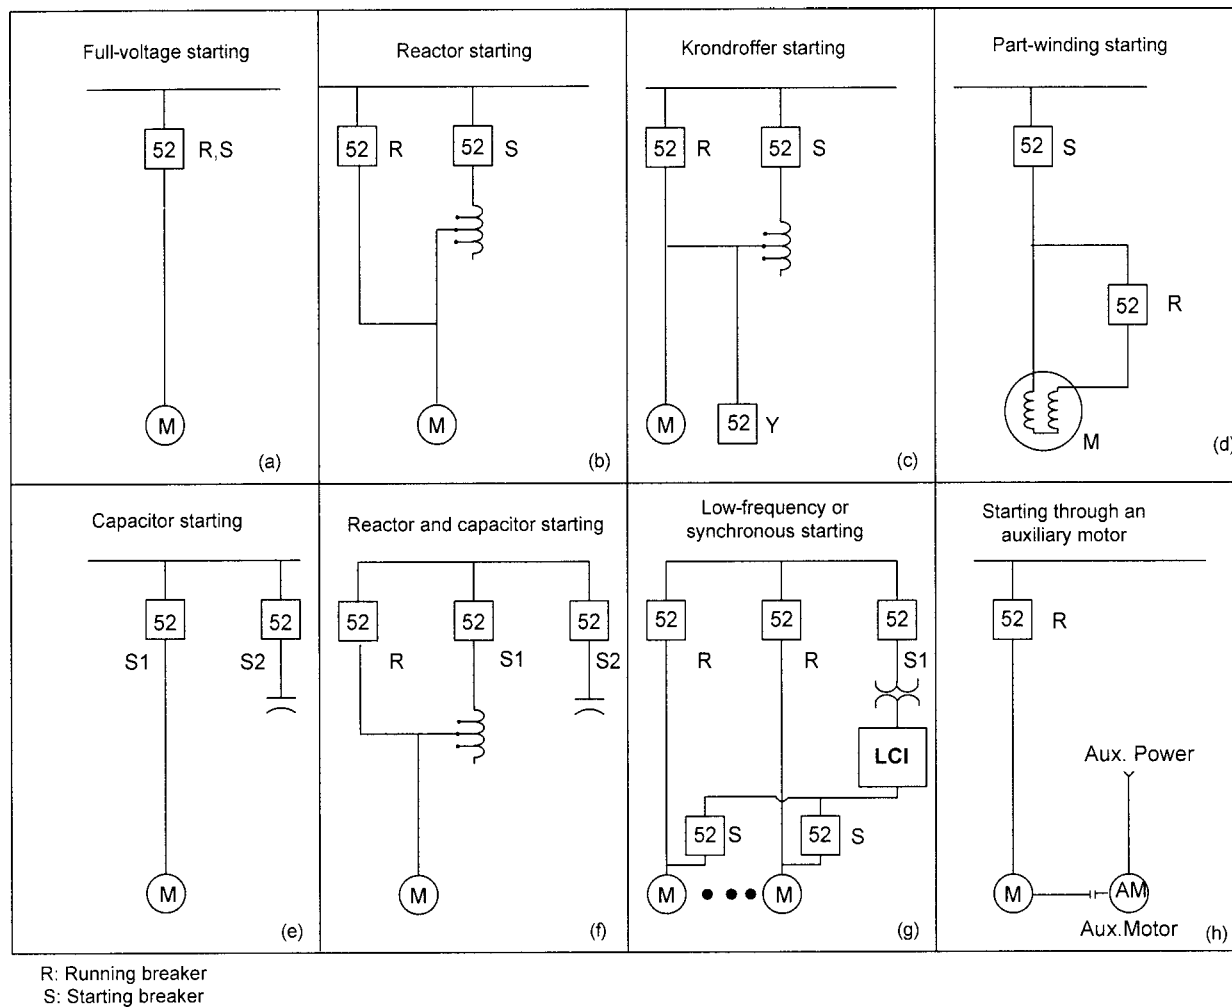 Full-voltage starting
52
R,S
M
(a)
Reactor starting
52
R
52
S
M
(b)
Krondroffer starting
52
R
52
S
M
52
Y
(c)
Part-winding starting
52
S
52
R
M
(d)
Capacitor starting
52
S1
52
S2
M
(e)
Reactor and capacitor starting
52
R
52
S1
52
S2
M
(f)
Low-frequency or
synchronous starting
52
R
52
R
52
S1
LCI
52
S
52
S
M
M
(g)
Starting through an
auxiliary motor
52
R
Aux. Power
M
AM
Aux.Motor
(h)
R: Running breaker
S: Starting breaker